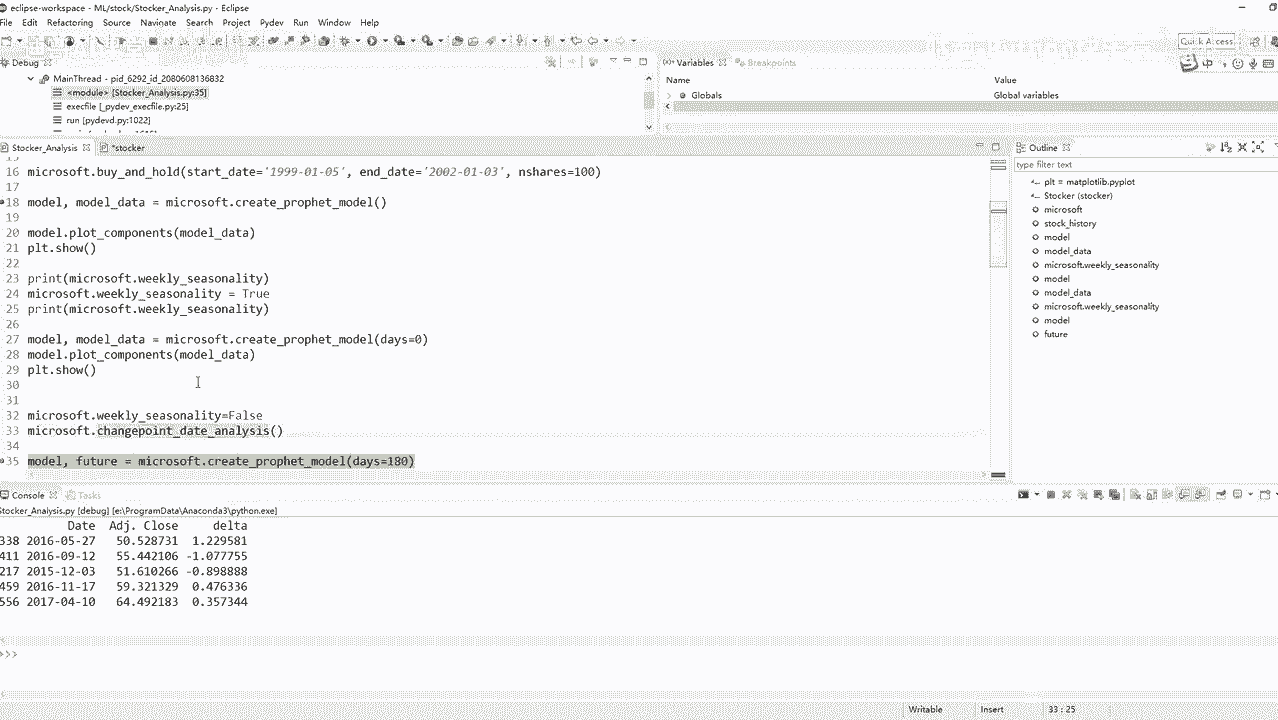 eclipse-workspace - ML/stock/Stocker_Analysis.py - Eclipse
File Edit Refactoring Source Navigate Search Project Pydev Run Window Help
Quick Access
Debug
MainThread - pid_6292_id_2080608136832
<module> [Stocker_Analysis.py:35]
execfile [_pydev_execfile.py:25]
run [pydevd.py:1022]
Variables Breakpoints
Name Value
Globals Global variables
Stocker_Analysis *stocker
16 microsoft.buy_and_hold(start_date='1995-01-05', end_date='2002-01-03', nshares=100)
17
18 model, model_data = microsoft.create_prophet_model()
19
20 model.plot_components(model_data)
21 plt.show()
22
23 print(microsoft.weekly_seasonality)
24 microsoft.weekly_seasonality = True
25 print(microsoft.weekly_seasonality)
26
27 model, model_data = microsoft.create_prophet_model(days=0)
28 model.plot_components(model_data)
29 plt.show()
30
31
32 microsoft.weekly_seasonality=False
33 microsoft.changepoint_date_analysis()
34
35 model, future = microsoft.create_prophet_model(days=180)
Outline
type filter text
plt = matplotlib.pyplot
Stocker (stocker)
microsoft
stock_history
model
model_data
microsoft.weekly_seasonality
model
model_data
microsoft.weekly_seasonality
model
future
Console Tasks
Stocker_Analysis.py [debug] [e:\ProgramData\Anaconda3\python.exe]
Date Adj. Close delta
338 2016-05-27 50.528731 1.229581
411 2016-09-12 55.442106 -1.077755
217 2015-12-03 51.610266 -0.898888
459 2016-11-17 59.321329 0.476336
556 2017-04-10 64.492183 0.357344
>>>
Writable Insert 33 : 25